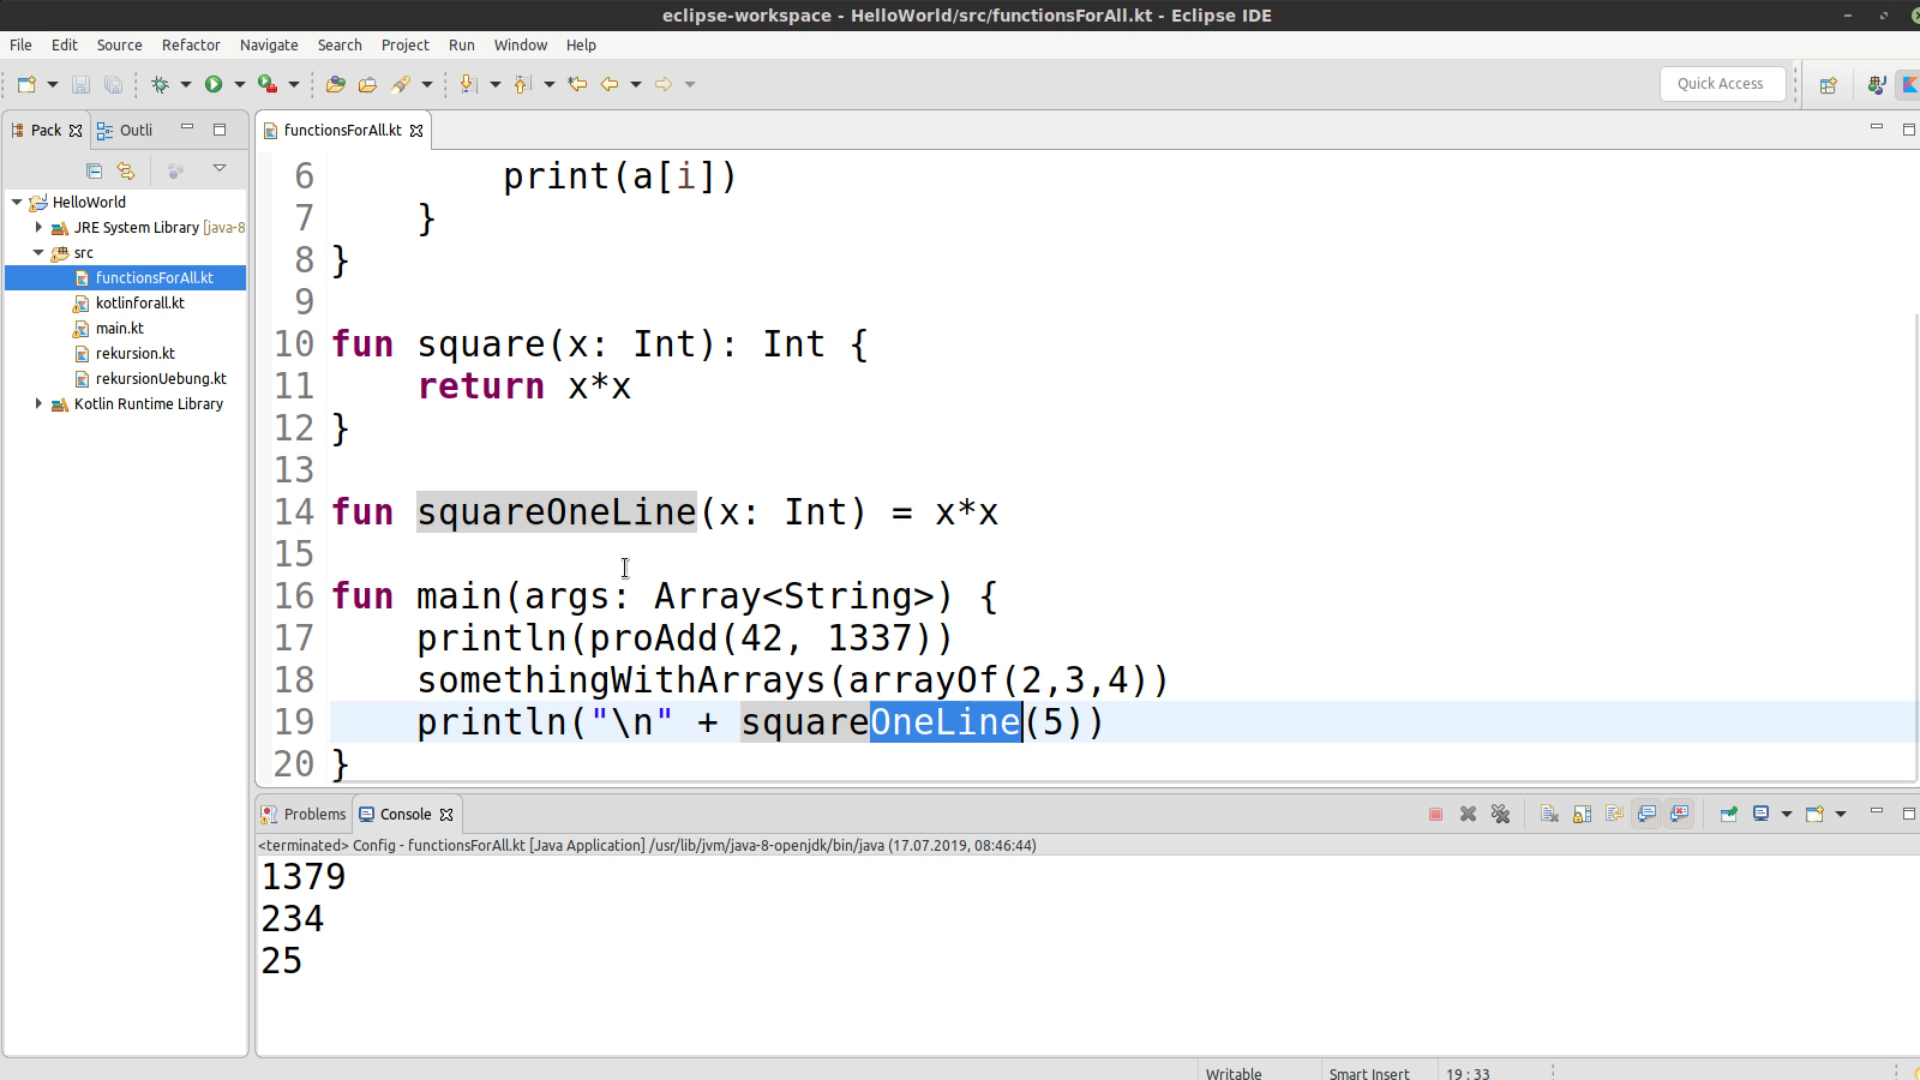 eclipse-workspace - HelloWorld/src/functionsForAll.kt - Eclipse IDE
File Edit Source Refactor Navigate Search Project Run Window Help
Quick Access
Pack Outli
HelloWorld
JRE System Library [java-8
src
functionsForAll.kt
kotlinforall.kt
main.kt
rekursion.kt
rekursionUebung.kt
Kotlin Runtime Library
functionsForAll.kt
6 print(a[i])
7 }
8 }
9
10 fun square(x: Int): Int {
11 return x*x
12 }
13
14 fun squareOneLine(x: Int) = x*x
15
16 fun main(args: Array<String>) {
17 println(proAdd(42, 1337))
18 somethingWithArrays(arrayOf(2,3,4))
19 println("\n" + squareOneLine(5))
20 }
Problems Console
<terminated> Config - functionsForAll.kt [Java Application] /usr/lib/jvm/java-8-openjdk/bin/java (17.07.2019, 08:46:44)
1379
234
25
Writable Smart Insert 19 : 33